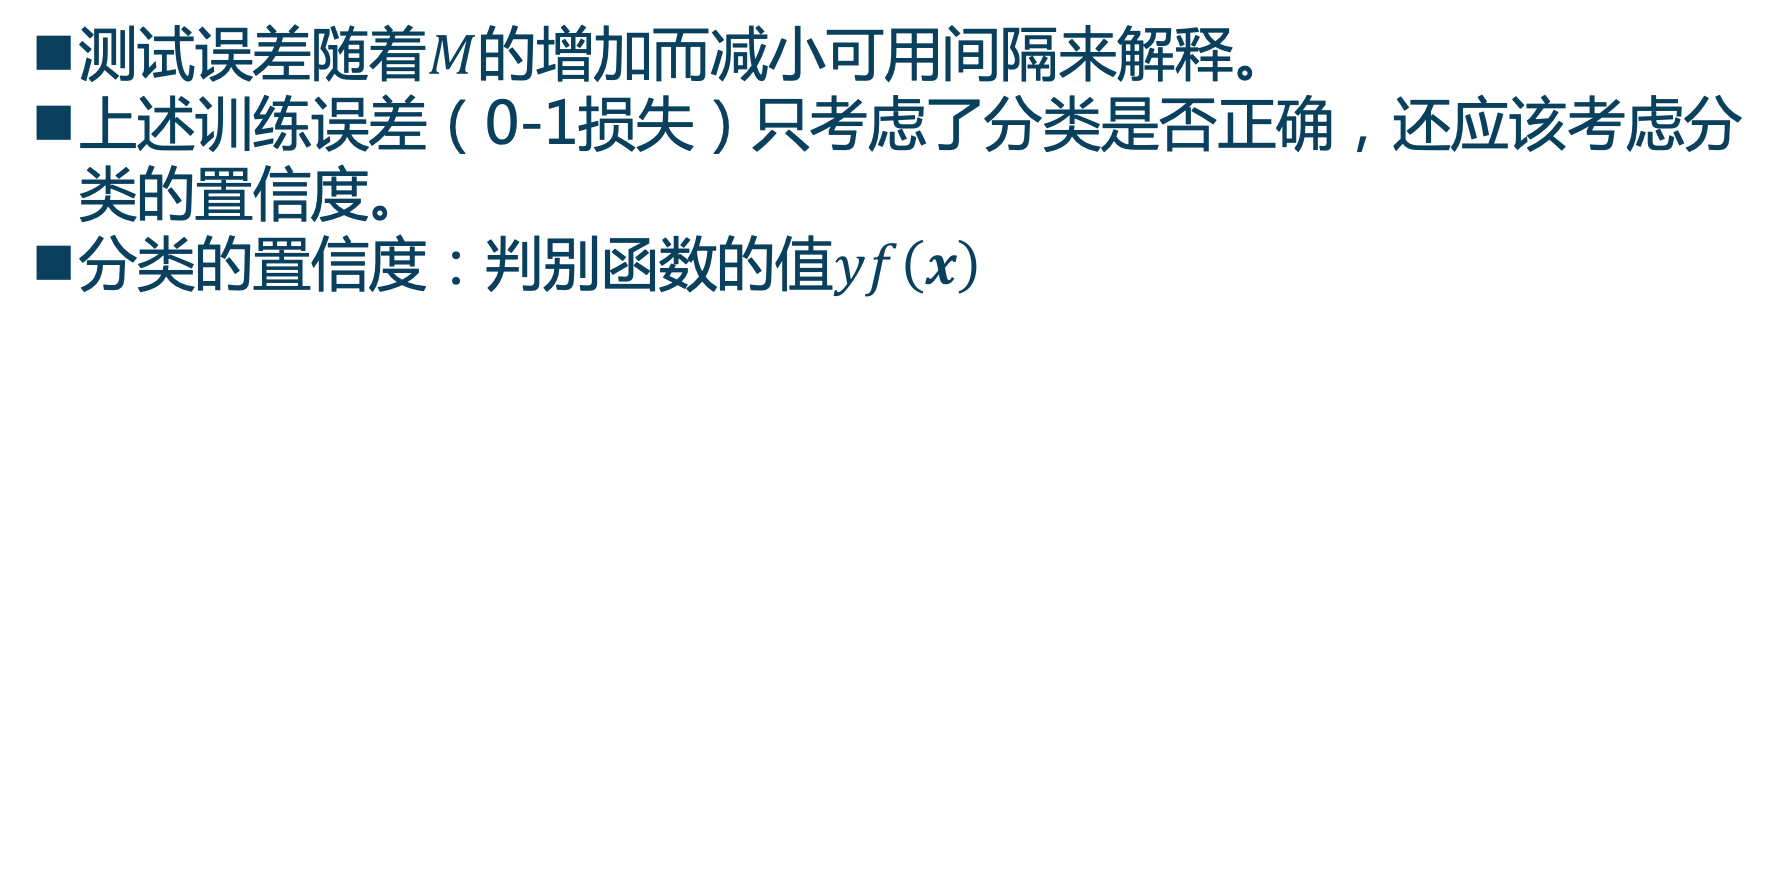 ■测试误差随着M的增加而减小可用间隔来解释。
■上述训练误差（0-1损失）只考虑了分类是否正确，还应该考虑分
类的置信度。
■分类的置信度：判别函数的值yf(x)